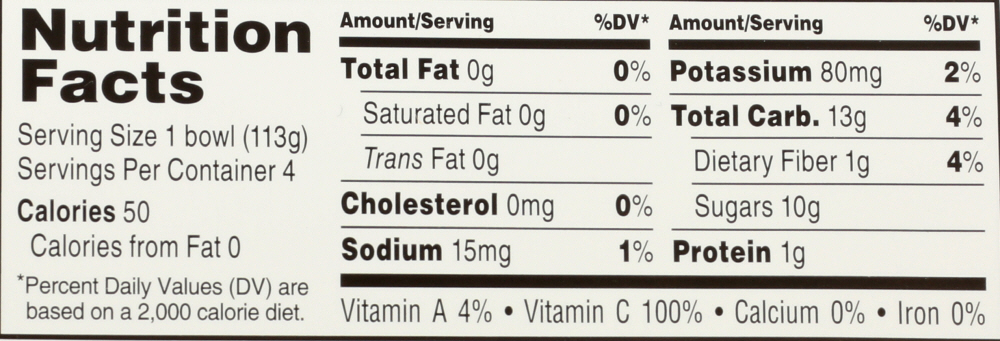 Nutrition
Facts
Serving Size 1 bowl (113g)
Servings Per Container 4
Calories 50
Calories from Fat 0
*Percent Daily Values (DV) are
based on a 2,000 calorie diet.
Amount/Serving %DV*
Total Fat 0g 0%
Saturated Fat 0g 0%
Trans Fat 0g
Cholesterol 0mg 0%
Sodium 15mg 1%
Amount/Serving %DV*
Potassium 80mg 2%
Total Carb. 13g 4%
Dietary Fiber 1g 4%
Sugars 10g
Protein 1g
Vitamin A 4% • Vitamin C 100% • Calcium 0% • Iron 0%